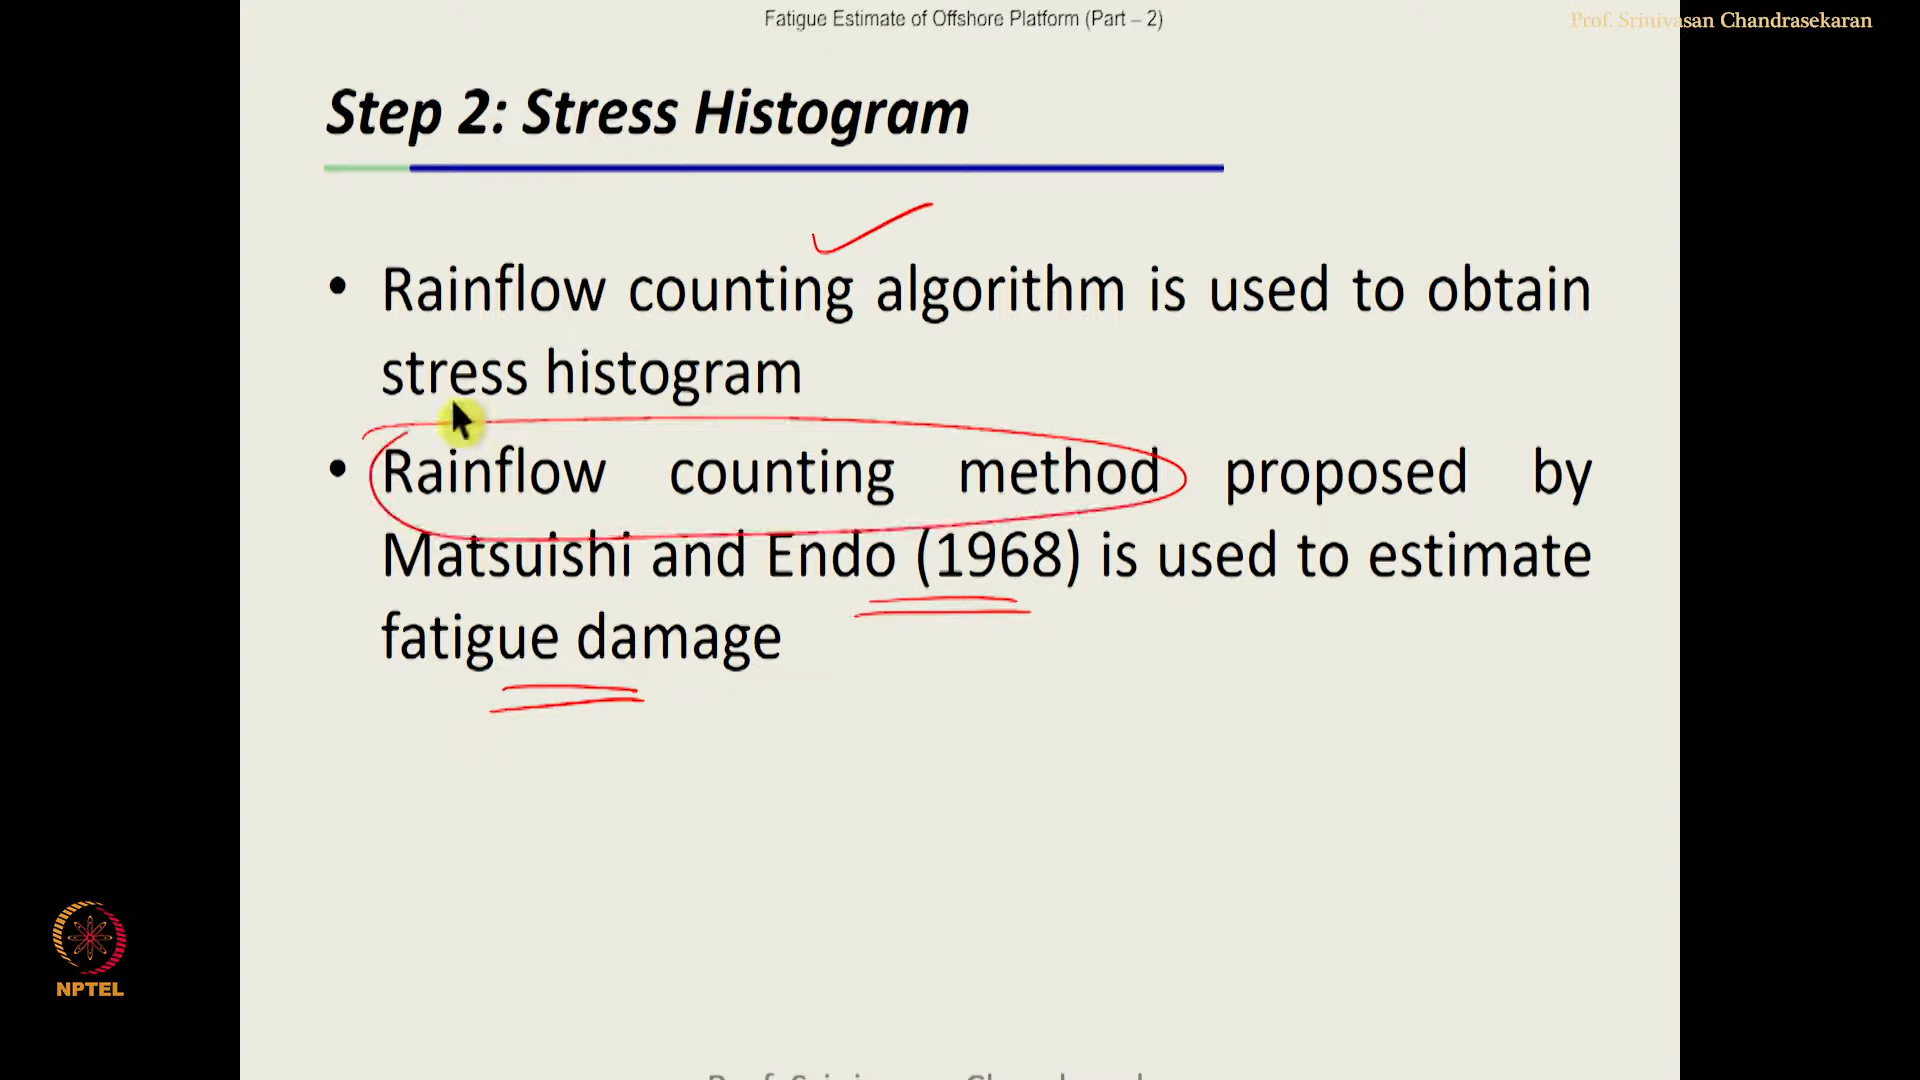 Fatigue Estimate of Offshore Platform (Part – 2)
Prof. Srinivasan Chandrasekaran
Step 2: Stress Histogram
• Rainflow counting algorithm is used to obtain
stress histogram
• Rainflow counting method proposed by
Matsuishi and Endo (1968) is used to estimate
fatigue damage
NPTEL